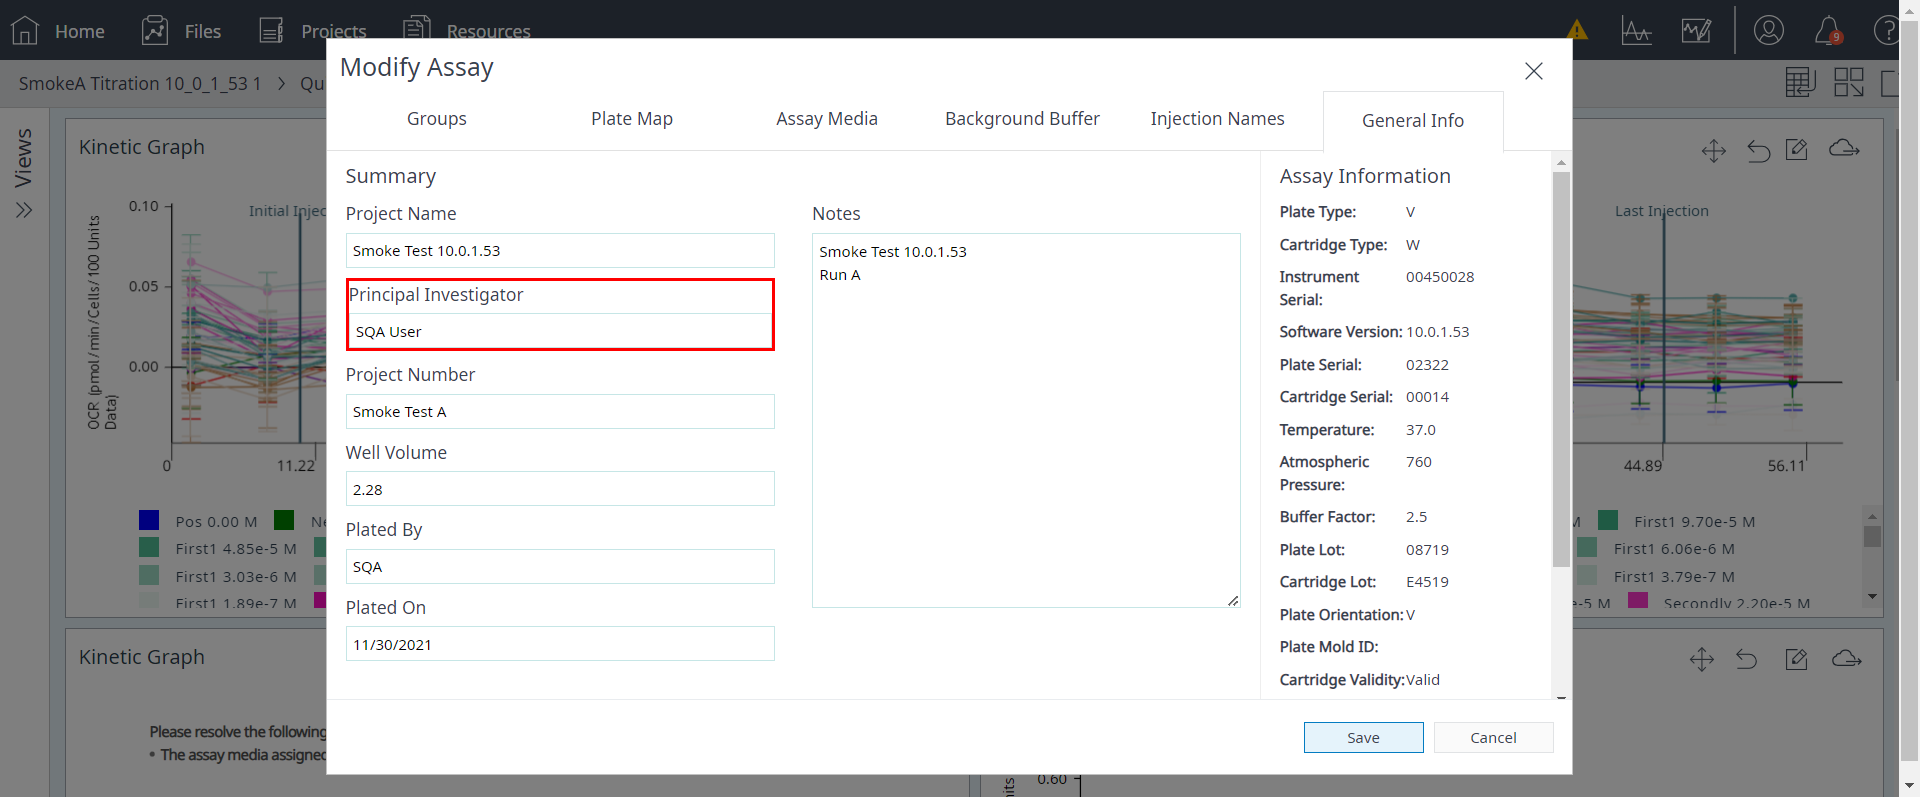 Home
Files
Projects
Resources
9
SmokeA Titration 10_0_1_53 1 > Qu
Views
Modify Assay
Groups
Plate Map
Assay Media
Background Buffer
Injection Names
General Info
Summary
Project Name
Smoke Test 10.0.1.53
Principal Investigator
SQA User
Project Number
Smoke Test A
Well Volume
2.28
Plated By
SQA
Plated On
11/30/2021
Notes
Smoke Test 10.0.1.53
Run A
Assay Information
Plate Type: V
Cartridge Type: W
Instrument 00450028
Serial:
Software Version: 10.0.1.53
Plate Serial: 02322
Cartridge Serial: 00014
Temperature: 37.0
Atmospheric 760
Pressure:
Buffer Factor: 2.5
Plate Lot: 08719
Cartridge Lot: E4519
Plate Orientation: V
Plate Mold ID:
Cartridge Validity: Valid
Save
Cancel
Kinetic Graph
OCR (pmol/min/Cells/100 Units
Data)
0.10
0.05
0.00
Initial Injec
0
11.22
Pos 0.00 M
Ne
First1 4.85e-5 M
First1 3.03e-6 M
First1 1.89e-7 M
Last Injection
44.89
56.11
M
First1 9.70e-5 M
First1 6.06e-6 M
First1 3.79e-7 M
e-5 M
Secondly 2.20e-5 M
Kinetic Graph
Please resolve the following
• The assay media assigned
nits
0.60